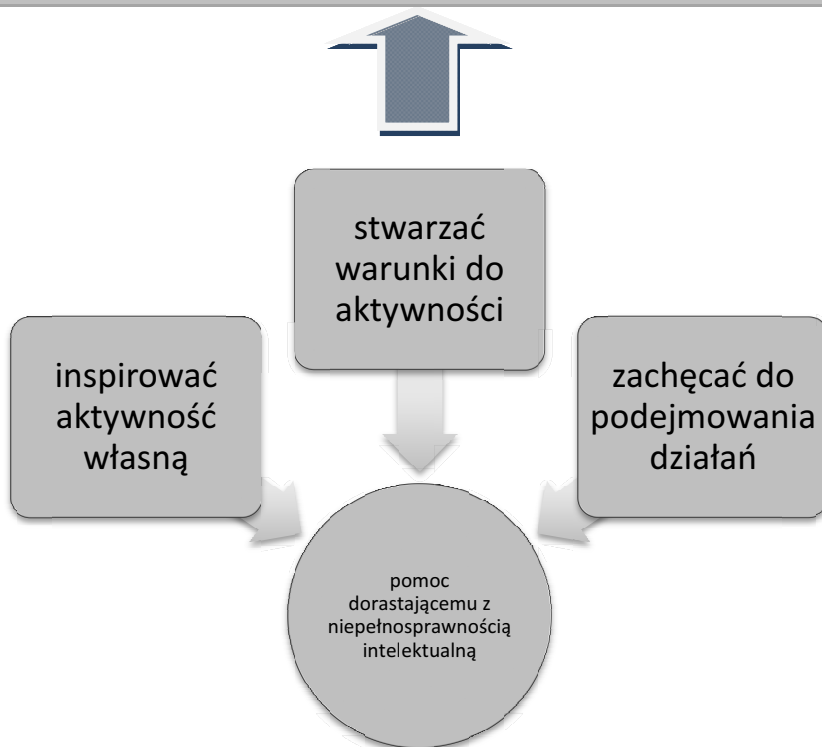 stwarzać
warunki do
aktywności
inspirować
aktywność
własną
zachęcać do
podejmowania
działań
pomoc
dorastającemu z
niepełnosprawnością
intelektualną